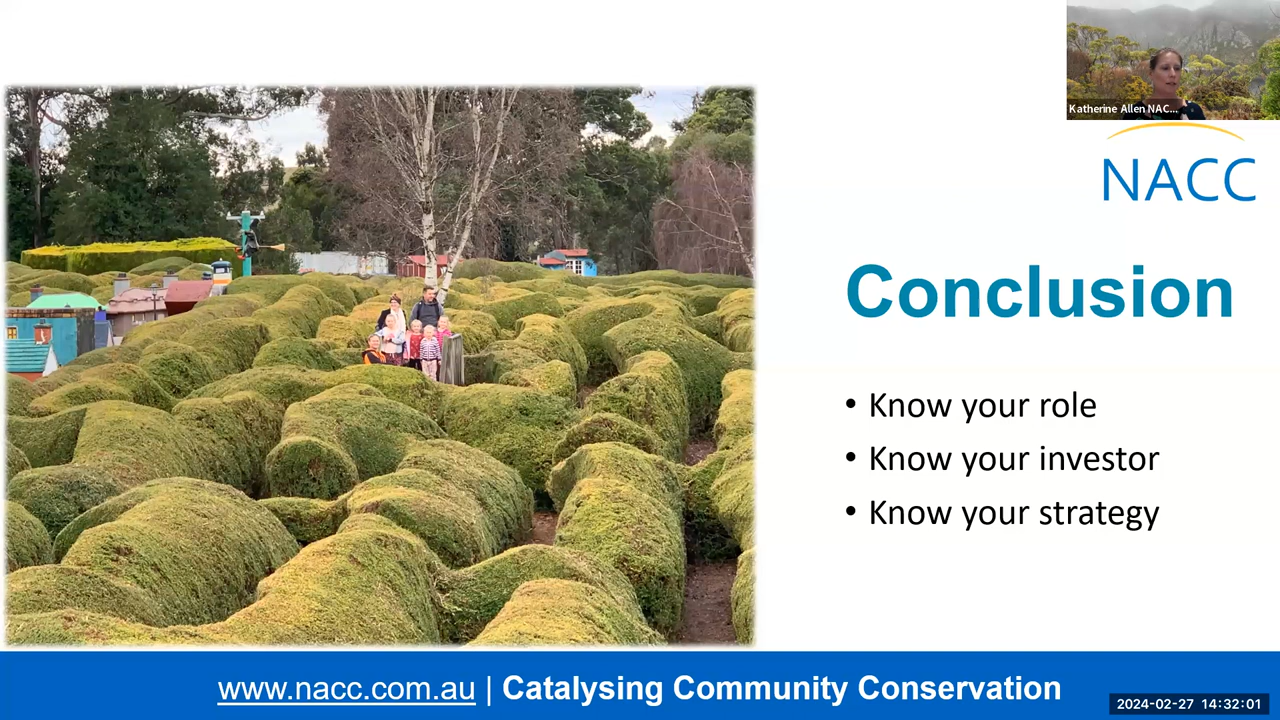 Katherine Allen NAC...
NACC
Conclusion
• Know your role
• Know your investor
• Know your strategy
www.nacc.com.au | Catalysing Community Conservation
2024-02-27 14:32:01